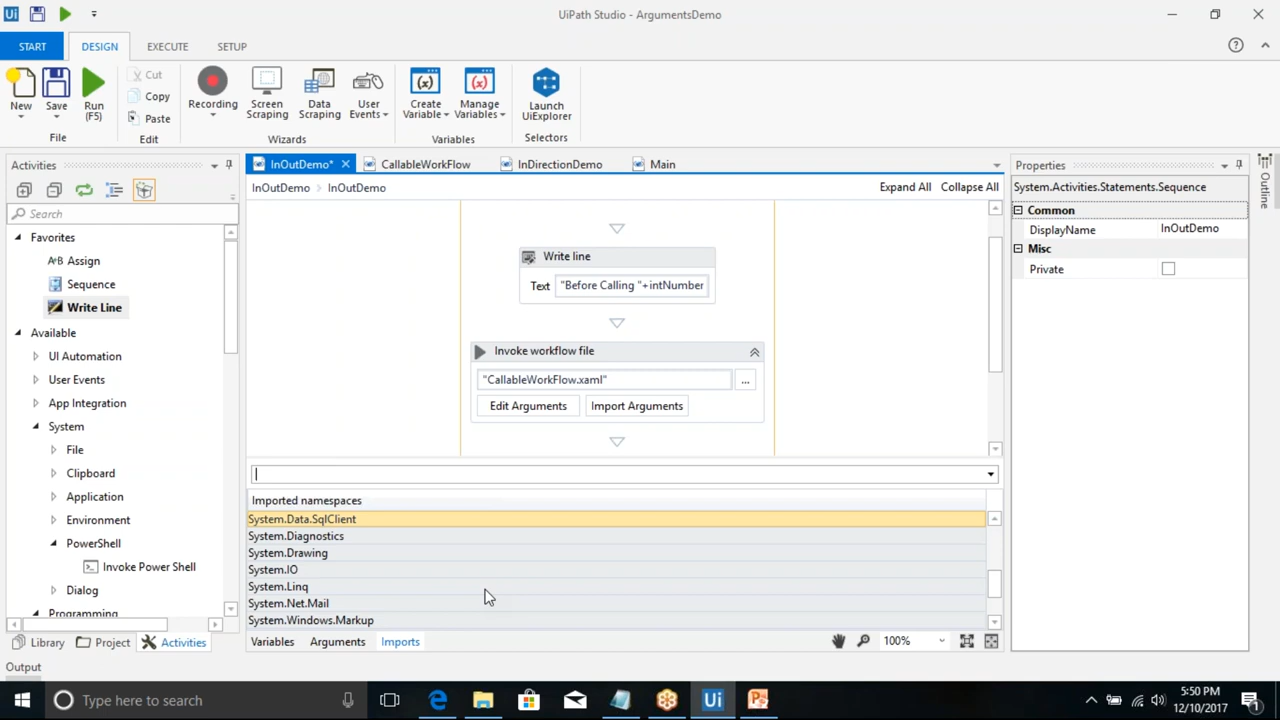 Ui
UiPath Studio - ArgumentsDemo
START
DESIGN
EXECUTE
SETUP
New
Save
Run
(F5)
Cut
Copy
Paste
Recording
Screen
Scraping
Data
Scraping
User
Events
Create
Variable
Manage
Variables
Launch
UiExplorer
File
Edit
Wizards
Variables
Selectors
Activities
InOutDemo*
CallableWorkFlow
InDirectionDemo
Main
Properties
Outline
InOutDemo > InOutDemo
Expand All
Collapse All
System.Activities.Statements.Sequence
Search
Common
DisplayName
InOutDemo
Misc
Private
Favorites
A+B Assign
Sequence
Write Line
Available
UI Automation
User Events
App Integration
System
File
Clipboard
Application
Environment
PowerShell
Invoke Power Shell
Dialog
Programming
Write line
Text
"Before Calling "+intNumber
Invoke workflow file
"CallableWorkFlow.xaml"
...
Edit Arguments
Import Arguments
Imported namespaces
System.Data.SqlClient
System.Diagnostics
System.Drawing
System.IO
System.Linq
System.Net.Mail
System.Windows.Markup
Library
Project
Activities
Variables
Arguments
Imports
100%
Output
Type here to search
Ui
5:50 PM
12/10/2017
1